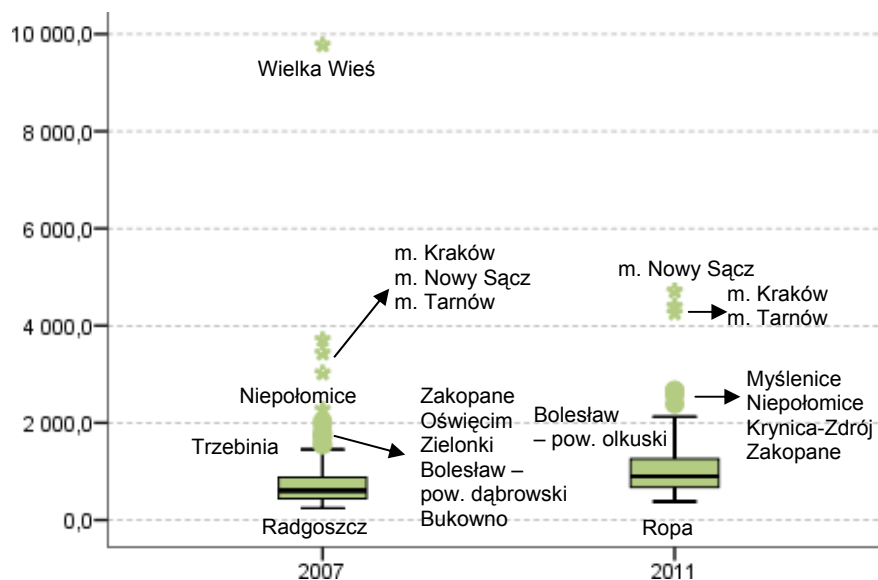 10 000,0
Wielka Wieś
8 000,0
6 000,0
m. Kraków
m. Nowy Sącz
m. Tarnów
m. Nowy Sącz
m. Kraków
m. Tarnów
4 000,0
Niepołomice
Zakopane
Oświęcim
Zielonki
Bolesław –
pow. dąbrowski
Bukowno
Bolesław
– pow. olkuski
Myślenice
Niepołomice
Krynica-Zdrój
Zakopane
2 000,0
Trzebinia
0,0
Radgoszcz
Ropa
2007
2011